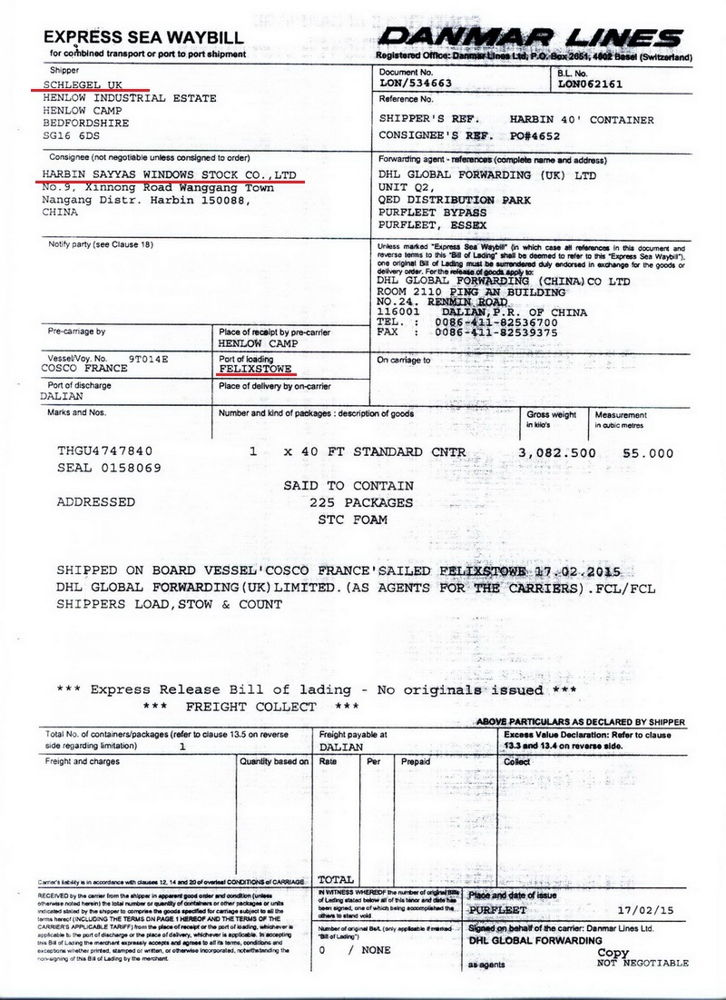 EXPRESS SEA WAYBILL
for combined transport or port to port shipment
DANMAR LINES
Registered Office: Danmar Lines Ltd, P.O. Box 2651, 4002 Basel (Switzerland)
Shipper
SCHLEGEL UK
HENLOW INDUSTRIAL ESTATE
HENLOW CAMP
BEDFORDSHIRE
SG16 6DS
Document No.
LON/534663
B.L. No.
LON062161
Reference No.
SHIPPER'S REF. HARBIN 40' CONTAINER
CONSIGNEE'S REF. PO#4652
Consignee (not negotiable unless consigned to order)
HARBIN SAYYAS WINDOWS STOCK CO.,LTD
No.9, Xinnong Road Wanggang Town
Nangang Distr. Harbin 150088,
CHINA
Forwarding agent - references (complete name and address)
DHL GLOBAL FORWARDING (UK) LTD
UNIT Q2,
QED DISTRIBUTION PARK
PURFLEET BYPASS
PURFLEET, ESSEX
Notify party (see Clause 18)
Unless marked "Express Sea Waybill" (in which case all references in this document and
reverse terms to this "Bill of Lading" shall be deemed to refer to this "Express Sea Waybill"),
one original Bill of Lading must be surrendered duly endorsed in exchange for the goods or
delivery order. For the release of goods apply to:
DHL GLOBAL FORWARDING (CHINA)CO LTD
ROOM 2110 PING AN BUILDING
NO.24. RENMIN ROAD
116001 DALIAN,P.R. OF CHINA
TEL. : 0086-411-82536700
FAX : 0086-411-82539375
Pre-carriage by
Place of receipt by pre-carrier
HENLOW CAMP
Vessel/Voy. No. 9T014E
COSCO FRANCE
Port of loading
FELIXSTOWE
On carriage to
Port of discharge
DALIAN
Place of delivery by on-carrier
Marks and Nos.
Number and kind of packages : description of goods
Gross weight
in kilo's
Measurement
in cubic metres
THGU4747840 1 x 40 FT STANDARD CNTR 3,082.500 55.000
SEAL 0158069
SAID TO CONTAIN
ADDRESSED 225 PACKAGES
STC FOAM
SHIPPED ON BOARD VESSEL'COSCO FRANCE'SAILED FELIXSTOWE 17.02.2015
DHL GLOBAL FORWARDING(UK)LIMITED.(AS AGENTS FOR THE CARRIERS).FCL/FCL
SHIPPERS LOAD,STOW & COUNT
*** Express Release Bill of lading - No originals issued ***
*** FREIGHT COLLECT ***
ABOVE PARTICULARS AS DECLARED BY SHIPPER
Total No. of containers/packages (refer to clause 13.5 on reverse
side regarding limitation) 1
Freight payable at
DALIAN
Excess Value Declaration: Refer to clause
13.3 and 13.4 on reverse side.
Freight and charges
Quantity based on
Rate
Per
Prepaid
Collect
Carrier's liability is in accordance with clauses 12, 14 and 20 of overleaf CONDITIONS of CARRIAGE
TOTAL
RECEIVED by the carrier from the shipper in apparent good order and condition (unless
otherwise noted herein) the total number or quantity of containers or other packages or units
indicated stated by the shipper to comprise the goods specified for carriage subject to all the
terms hereof (INCLUDING THE TERMS ON PAGE 1 HEREOF AND THE TERMS OF THE
CARRIER'S APPLICABLE TARIFF) from the place of receipt or the port of loading, whichever is
applicable to the port of discharge or the place of delivery, whichever is applicable. In accepting
this Bill of Lading the merchant expressly accepts and agrees to all its terms, conditions and
exceptions whether printed, stamped or written, or otherwise incorporated, notwithstanding the
non-signing of this Bill of Lading by the merchant.
IN WITNESS WHEREOF the number of original Bills
of Lading stated below all of this tenor and date has
been signed, one of which being accomplished the
others to stand void
Number of original Bs/L (only applicable if marked
"Bill of Lading")
0 / NONE
Place and date of issue
PURFLEET 17/02/15
Signed on behalf of the carrier: Danmar Lines Ltd.
DHL GLOBAL FORWARDING
Copy
as agents NOT NEGOTIABLE